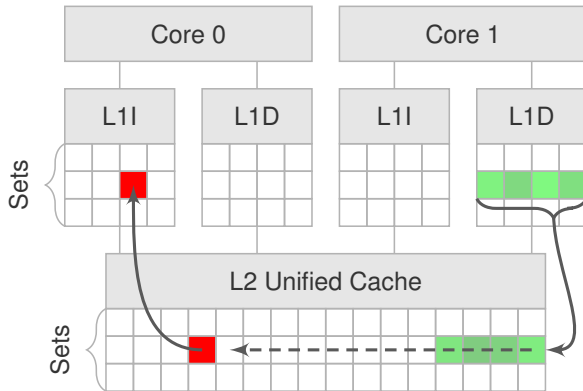 Core 0
Core 1
L1I
L1D
L1I
L1D
Sets
L2 Unified Cache
Sets